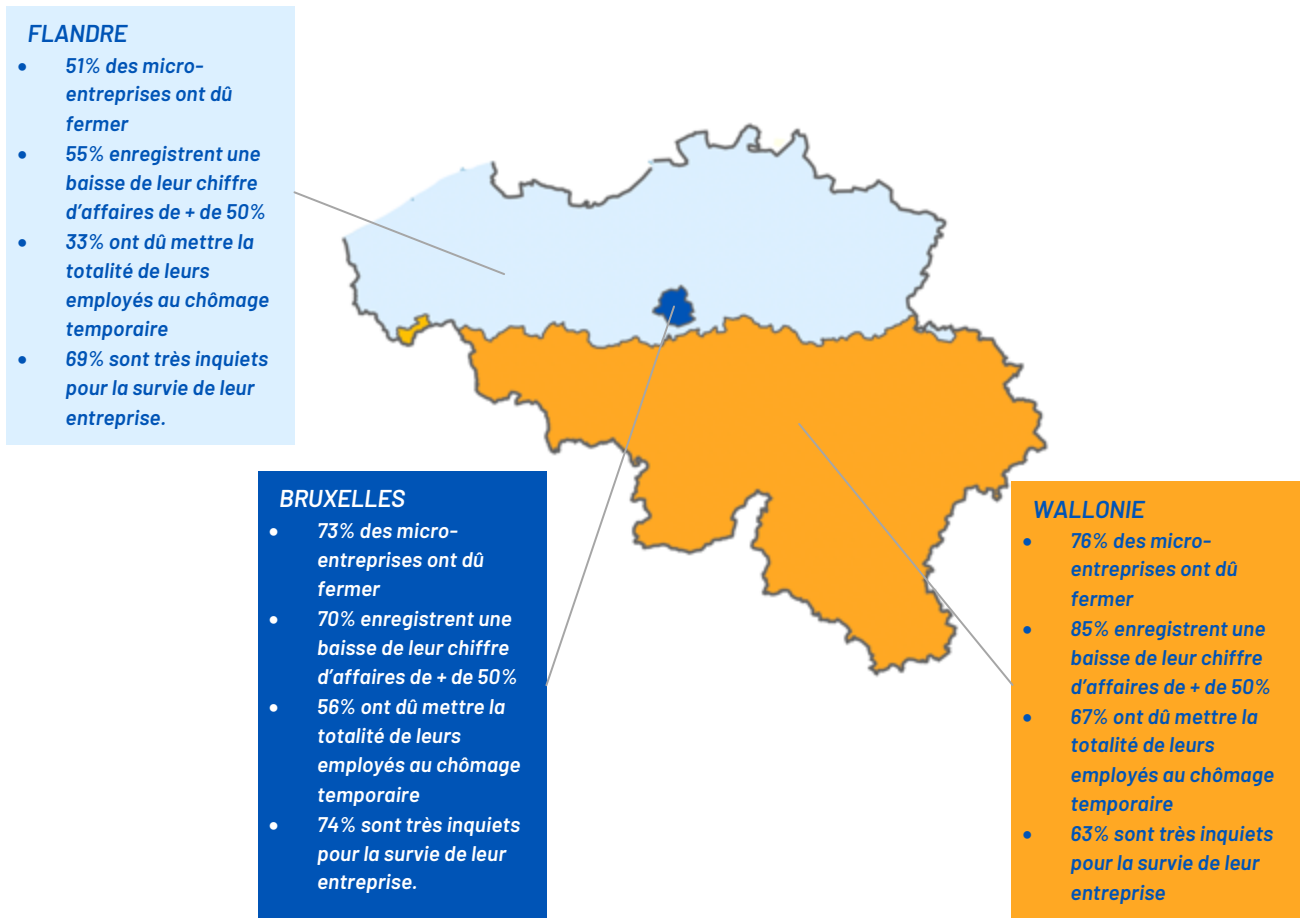 FLANDRE
• 51% des micro-
entreprises ont dû
fermer
• 55% enregistrent une
baisse de leur chiffre
d’affaires de + de 50%
• 33% ont dû mettre la
totalité de leurs
employés au chômage
temporaire
• 69% sont très inquiets
pour la survie de leur
entreprise.
BRUXELLES
• 73% des micro-
entreprises ont dû
fermer
• 70% enregistrent une
baisse de leur chiffre
d’affaires de + de 50%
• 56% ont dû mettre la
totalité de leurs
employés au chômage
temporaire
• 74% sont très inquiets
pour la survie de leur
entreprise.
WALLONIE
• 76% des micro-
entreprises ont dû
fermer
• 85% enregistrent une
baisse de leur chiffre
d’affaires de + de 50%
• 67% ont dû mettre la
totalité de leurs
employés au chômage
temporaire
• 63% sont très inquiets
pour la survie de leur
entreprise